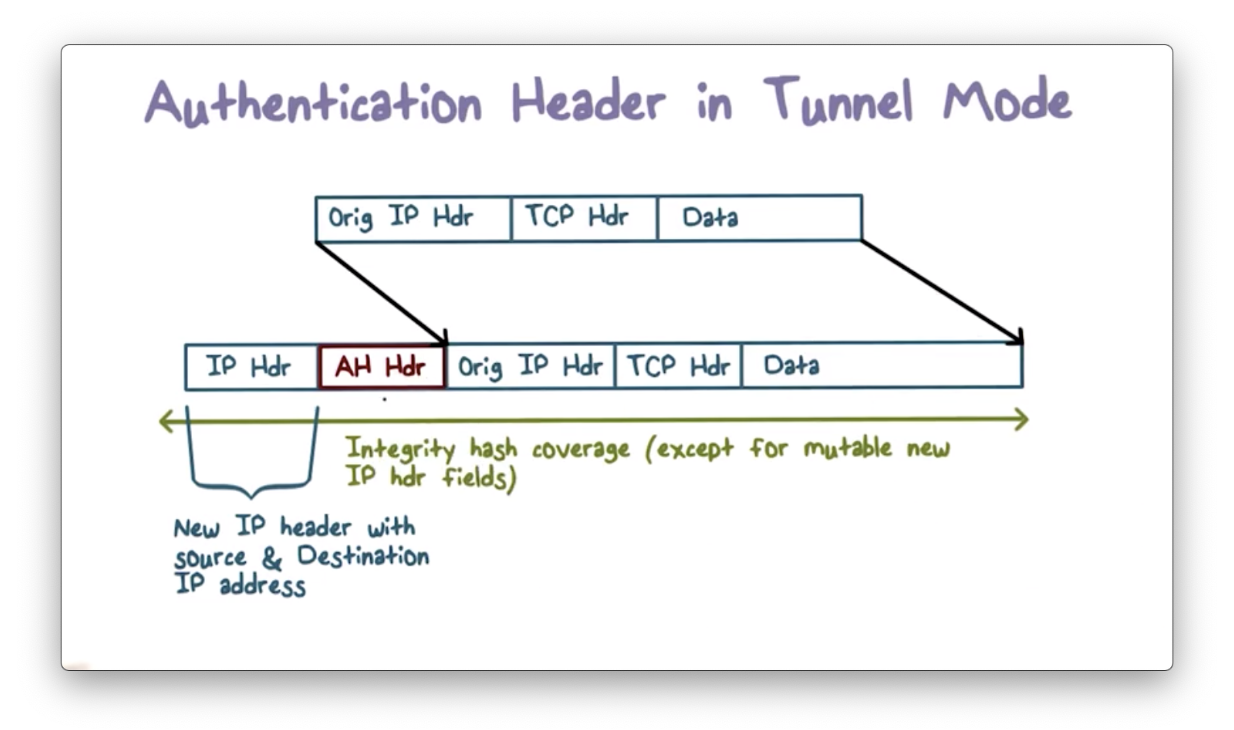 Authentication Header in Tunnel Mode
Orig IP Hdr TCP Hdr Data
IP Hdr AH Hdr Orig IP Hdr TCP Hdr Data
Integrity hash coverage (except for mutable new
IP hdr fields)
New IP header with
source & Destination
IP address